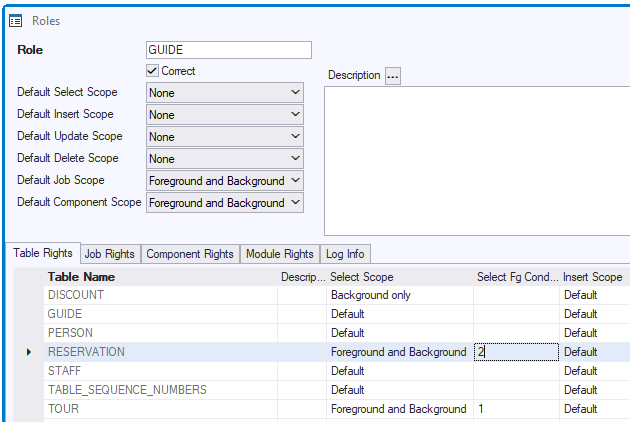 Roles
Role GUIDE
Correct
Description ...
Default Select Scope None
Default Insert Scope None
Default Update Scope None
Default Delete Scope None
Default Job Scope Foreground and Background
Default Component Scope Foreground and Background
Table Rights Job Rights Component Rights Module Rights Log Info
Table Name Descrip... Select Scope Select Fg Cond... Insert Scope
DISCOUNT Background only Default
GUIDE Default Default
PERSON Default Default
RESERVATION Foreground and Background 2 Default
STAFF Default Default
TABLE_SEQUENCE_NUMBERS Default Default
TOUR Foreground and Background 1 Default